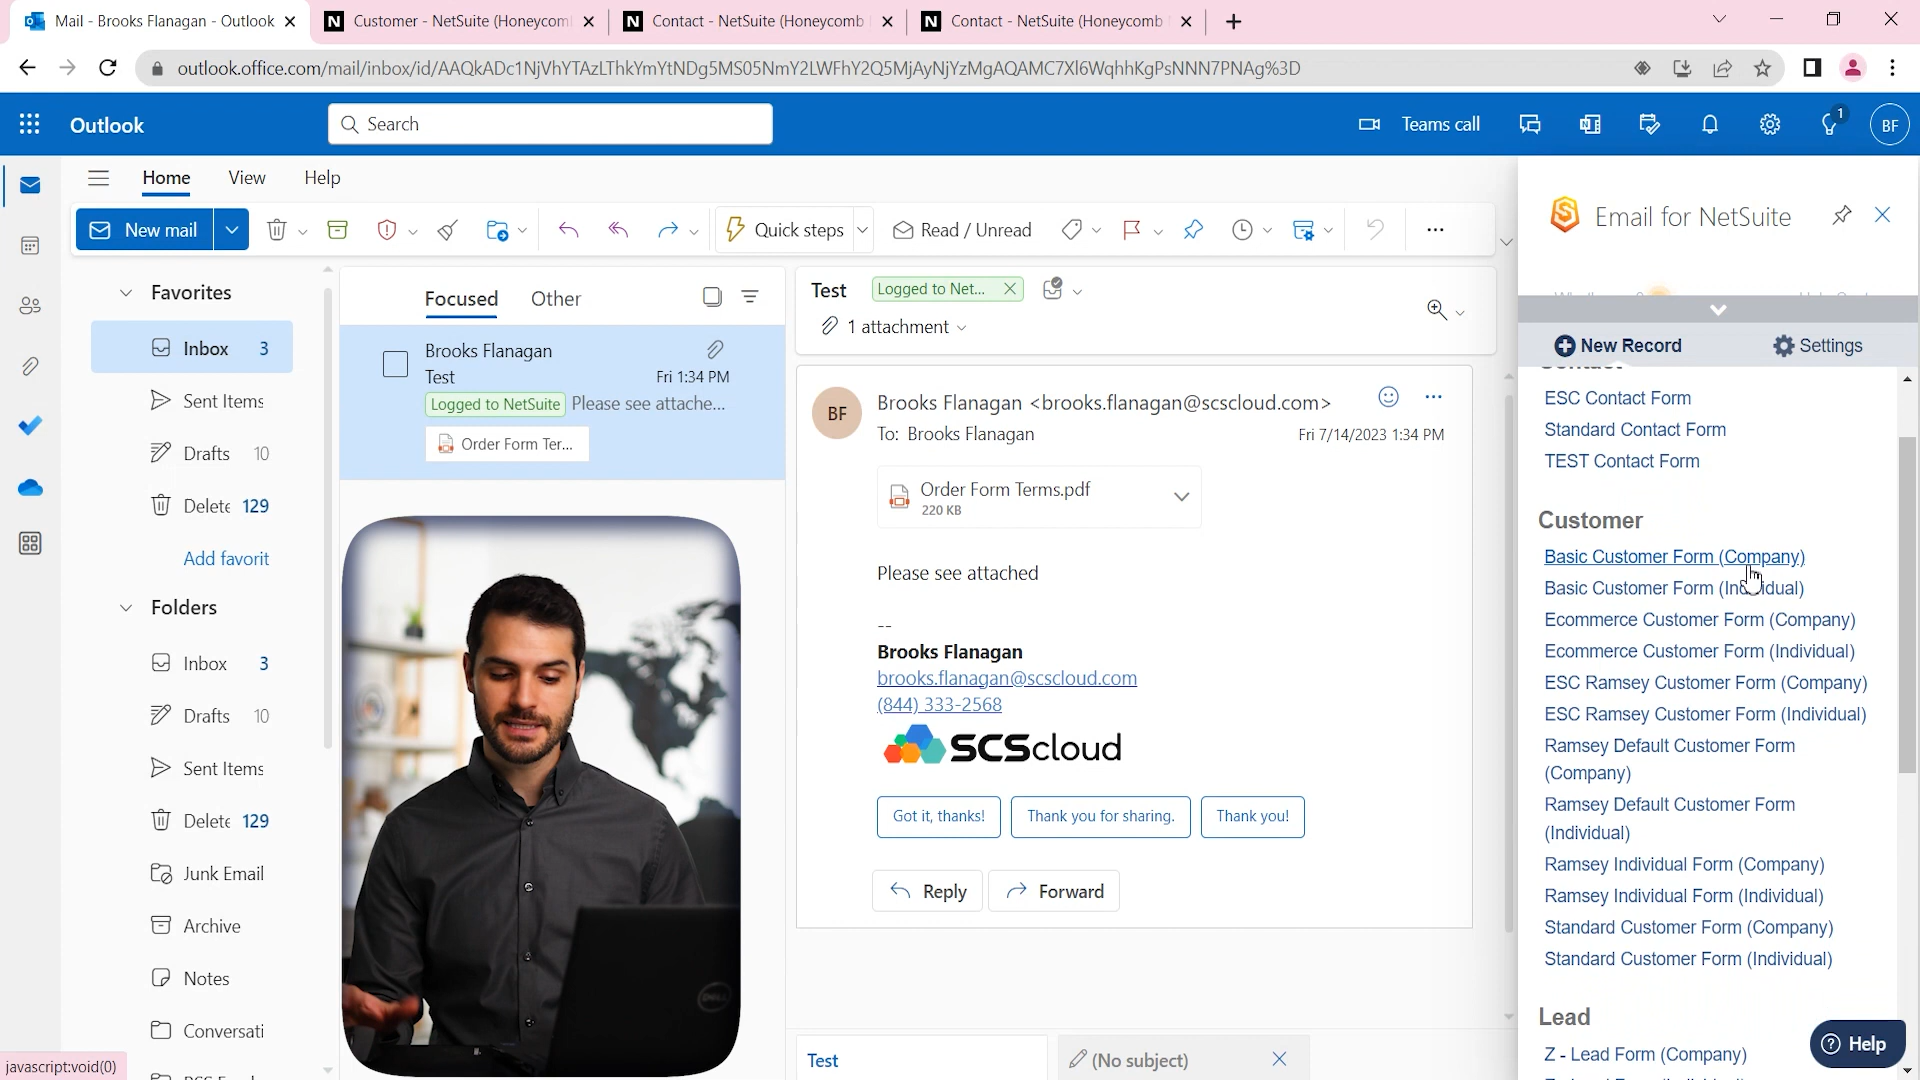 Mail - Brooks Flanagan - Outlook
Customer - NetSuite (Honeycom
Contact - NetSuite (Honeycomb
Contact - NetSuite (Honeycomb
outlook.office.com/mail/inbox/id/AAQkADc1NjVhYTAzLThkYmYtNDg5MS05NmY2LWFhY2Q5MjAyNjYzMgAQAMC7Xl6WqhhKgPsNNN7PNAg%3D
Outlook
Search
Teams call
1
BF
Home View Help
New mail
Quick steps
Read / Unread
Favorites
Inbox 3
Sent Items
Drafts 10
Delete 129
Add favorit
Folders
Inbox 3
Drafts 10
Sent Items
Delete 129
Junk Email
Archive
Notes
Conversati
Focused Other
Brooks Flanagan
Test Fri 1:34 PM
Logged to NetSuite Please see attache...
Order Form Ter...
Test Logged to Net...
1 attachment
BF
Brooks Flanagan <brooks.flanagan@scscloud.com>
To: Brooks Flanagan Fri 7/14/2023 1:34 PM
Order Form Terms.pdf
220 KB
Please see attached
--
Brooks Flanagan
brooks.flanagan@scscloud.com
(844) 333-2568
SCScloud
Got it, thanks! Thank you for sharing. Thank you!
Reply Forward
Test (No subject)
Email for NetSuite
New Record Settings
Contact
ESC Contact Form
Standard Contact Form
TEST Contact Form
Customer
Basic Customer Form (Company)
Basic Customer Form (Individual)
Ecommerce Customer Form (Company)
Ecommerce Customer Form (Individual)
ESC Ramsey Customer Form (Company)
ESC Ramsey Customer Form (Individual)
Ramsey Default Customer Form
(Company)
Ramsey Default Customer Form
(Individual)
Ramsey Individual Form (Company)
Ramsey Individual Form (Individual)
Standard Customer Form (Company)
Standard Customer Form (Individual)
Lead
Z - Lead Form (Company)
Help
javascript:void(0)
DELL